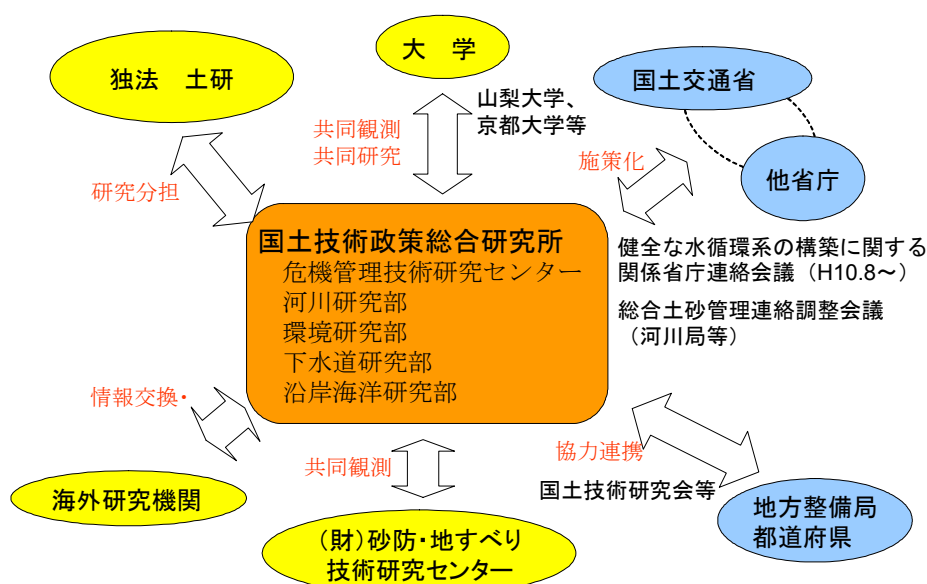 大 学
独法 土研
国土交通省
山梨大学、
京都大学等
共同観測
共同研究
施策化
他省庁
研究分担
国土技術政策総合研究所
危機管理技術研究センター
河川研究部
環境研究部
下水道研究部
沿岸海洋研究部
健全な水循環系の構築に関する
関係省庁連絡会議（H10.8～）
総合土砂管理連絡調整会議
（河川局等）
情報交換・
共同観測
協力連携
国土技術研究会等
海外研究機関
（財）砂防・地すべり
技術研究センター
地方整備局
都道府県